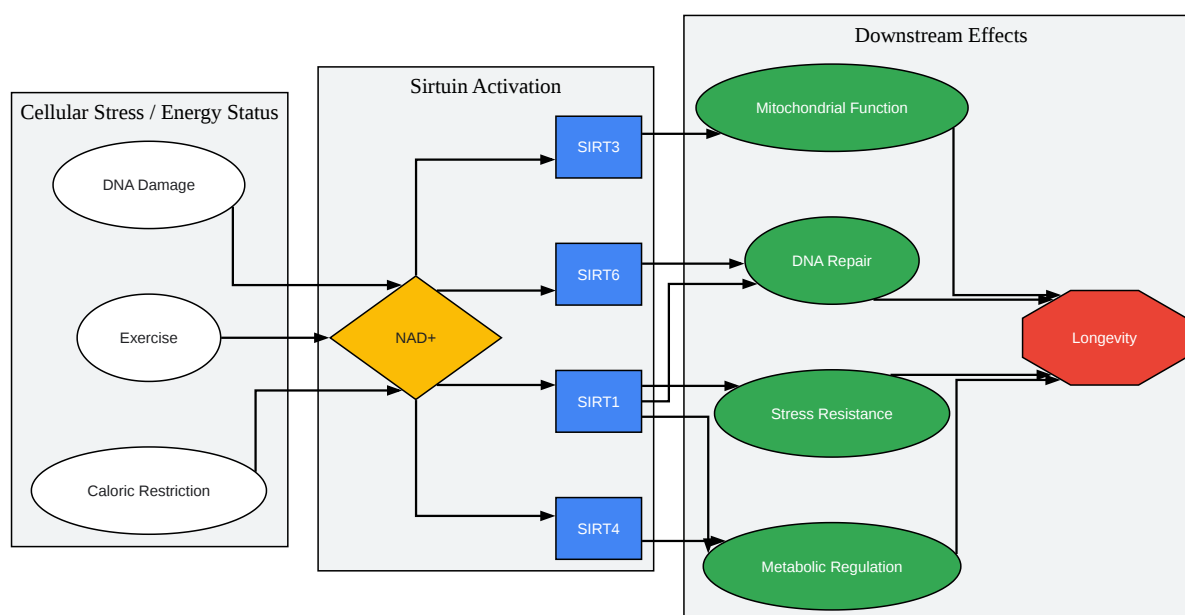 Cellular Stress / Energy Status
DNA Damage
Exercise
Caloric Restriction
Sirtuin Activation
NAD+
SIRT3
SIRT6
SIRT1
SIRT4
Downstream Effects
Mitochondrial Function
DNA Repair
Stress Resistance
Metabolic Regulation
Longevity